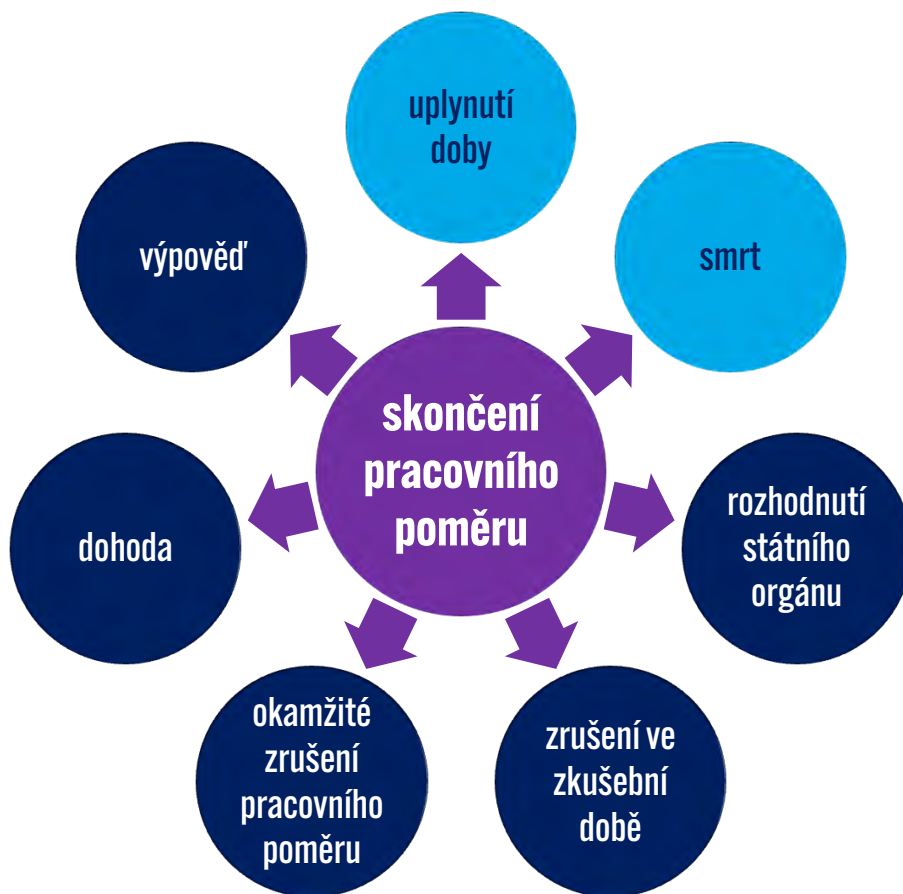 uplynutí
doby
smrt
rozhodnutí
státního
orgánu
zrušení ve
zkušební
době
okamžité
zrušení
pracovního
poměru
dohoda
výpověď
skončení
pracovního
poměru